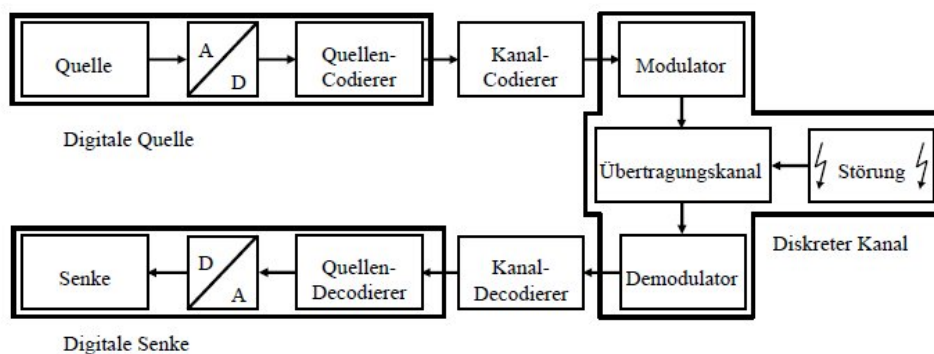 Quelle
A
D
Quellen-
Codierer
Kanal-
Codierer
Modulator
Digitale Quelle
Übertragungskanal
Störung
Diskreter Kanal
Senke
D
A
Quellen-
Decodierer
Kanal-
Decodierer
Demodulator
Digitale Senke